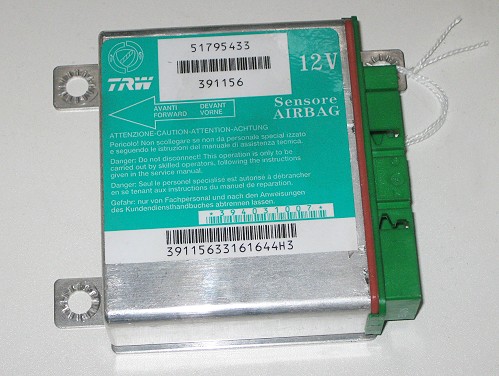 51795433
391156
12V
TRW
AVANTI DEVANT
FORWARD VORNE
Sensore
AIRBAG
ATTENZIONE-CAUTION-ATTENTION-ACHTUNG
Pericolo! Non scollegare se non da personale specializzato
e seguendo le istruzioni del manuale di assistenza tecnica.
Danger: Do not disconnect! This operation is only to be
carried out by skilled operators, following the instructions
given in the service manual.
Danger: Seul le personal specialise est autorisé à débrancher
en se tenant aux instructions du manuel de reparation.
Gefahr: nur von Fachpersonal und nach den Anweisungen
des Kundendiensthandbuches abtrennen lassen.
*394031007*
39115633161644H3